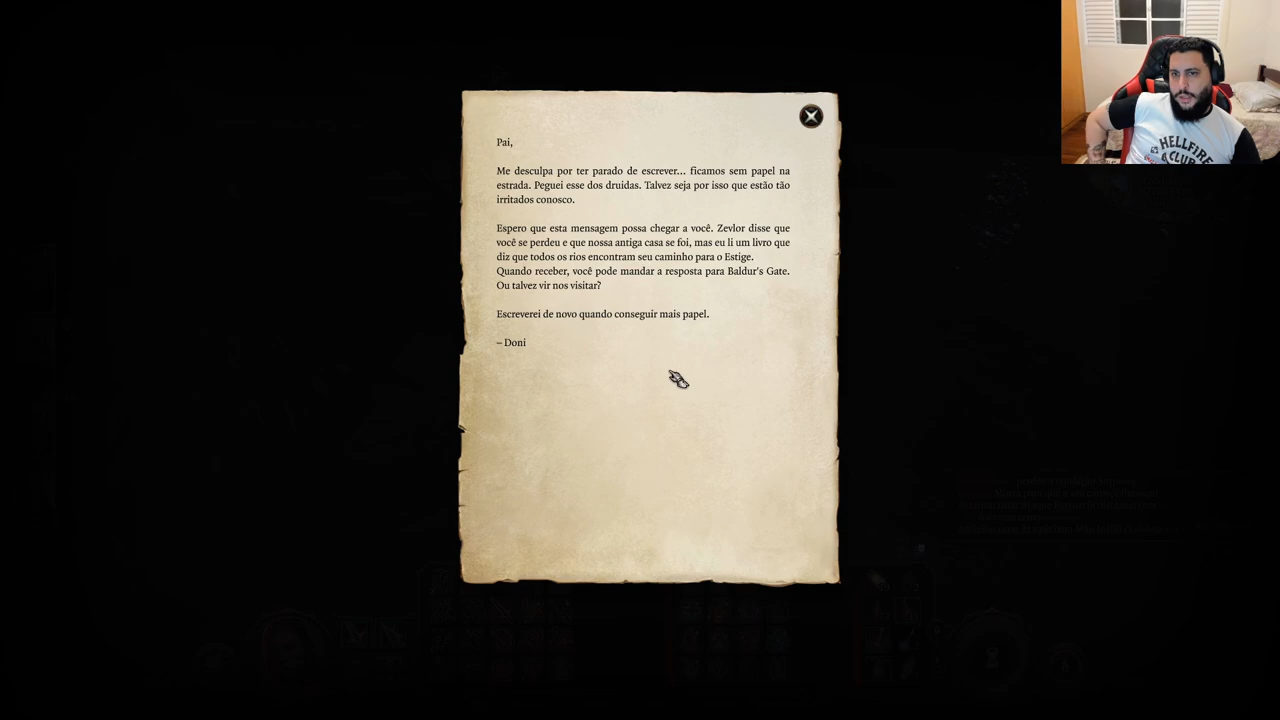 Pai,
Me desculpa por ter parado de escrever... ficamos sem papel na
estrada. Peguei esse dos druidas. Talvez seja por isso que estão tão
irritados conosco.
Espero que esta mensagem possa chegar a você. Zevlor disse que
você se perdeu e que nossa antiga casa se foi, mas eu li um livro que
diz que todos os rios encontram seu caminho para o Estige.
Quando receber, você pode mandar a resposta para Baldur's Gate.
Ou talvez vir nos visitar?
Escreverei de novo quando conseguir mais papel.
– Doni
HELLFIRE
CLUB